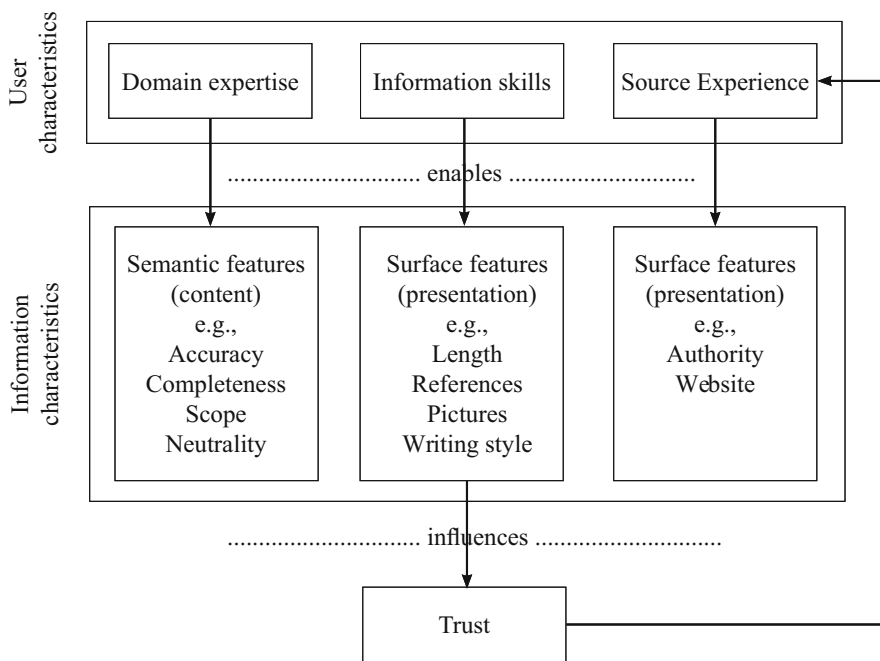 User
characteristics
Domain expertise
Information skills
Source Experience
............................... enables ..............................
Information
characteristics
Semantic features
(content)
e.g.,
Accuracy
Completeness
Scope
Neutrality
Surface features
(presentation)
e.g.,
Length
References
Pictures
Writing style
Surface features
(presentation)
e.g.,
Authority
Website
............................... influences ..............................
Trust